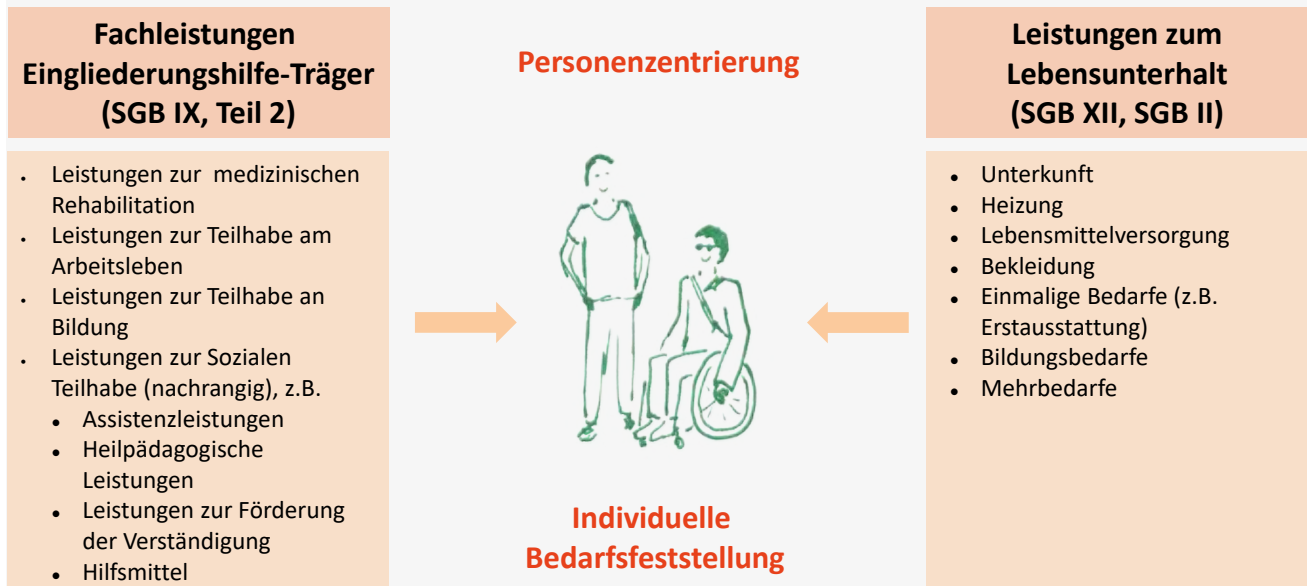 Fachleistungen
Eingliederungshilfe-Träger
(SGB IX, Teil 2)
• Leistungen zur medizinischen
Rehabilitation
• Leistungen zur Teilhabe am
Arbeitsleben
• Leistungen zur Teilhabe an
Bildung
• Leistungen zur Sozialen
Teilhabe (nachrangig), z.B.
• Assistenzleistungen
• Heilpädagogische
Leistungen
• Leistungen zur Förderung
der Verständigung
• Hilfsmittel
Personenzentrierung
Individuelle
Bedarfsfeststellung
Leistungen zum
Lebensunterhalt
(SGB XII, SGB II)
• Unterkunft
• Heizung
• Lebensmittelversorgung
• Bekleidung
• Einmalige Bedarfe (z.B.
Erstausstattung)
• Bildungsbedarfe
• Mehrbedarfe